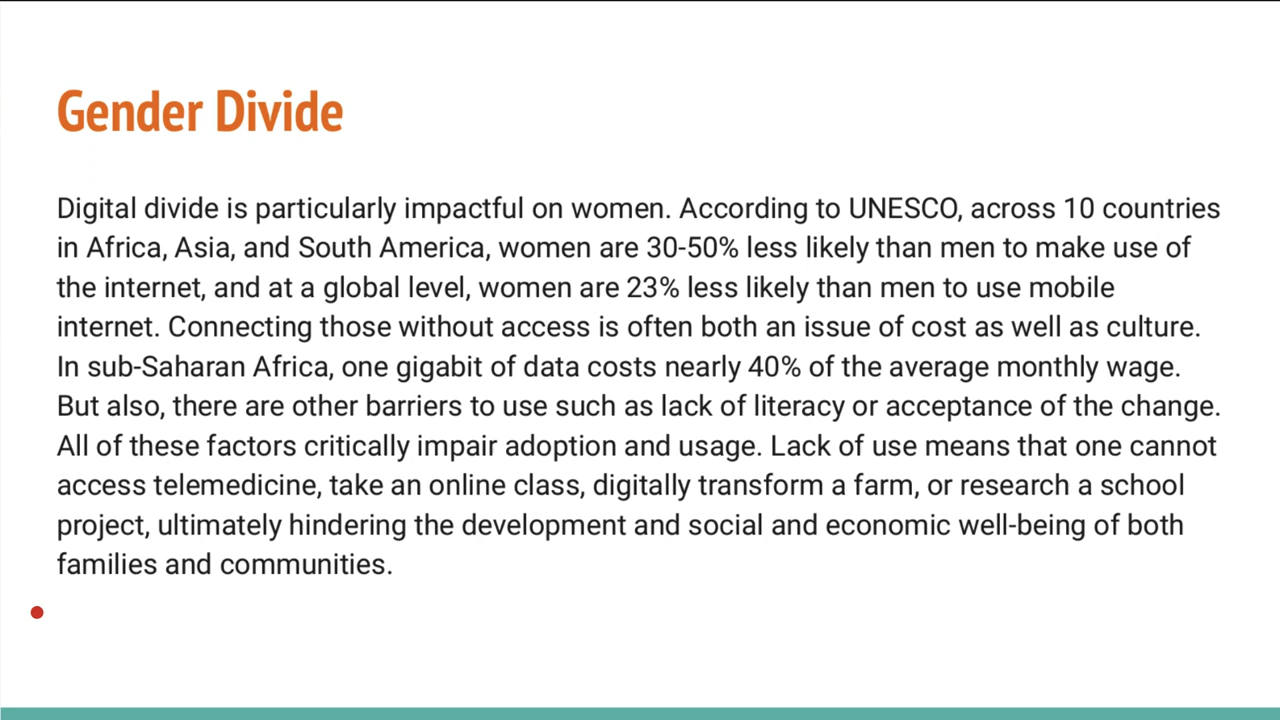 Gender Divide
Digital divide is particularly impactful on women. According to UNESCO, across 10 countries
in Africa, Asia, and South America, women are 30-50% less likely than men to make use of
the internet, and at a global level, women are 23% less likely than men to use mobile
internet. Connecting those without access is often both an issue of cost as well as culture.
In sub-Saharan Africa, one gigabit of data costs nearly 40% of the average monthly wage.
But also, there are other barriers to use such as lack of literacy or acceptance of the change.
All of these factors critically impair adoption and usage. Lack of use means that one cannot
access telemedicine, take an online class, digitally transform a farm, or research a school
project, ultimately hindering the development and social and economic well-being of both
families and communities.